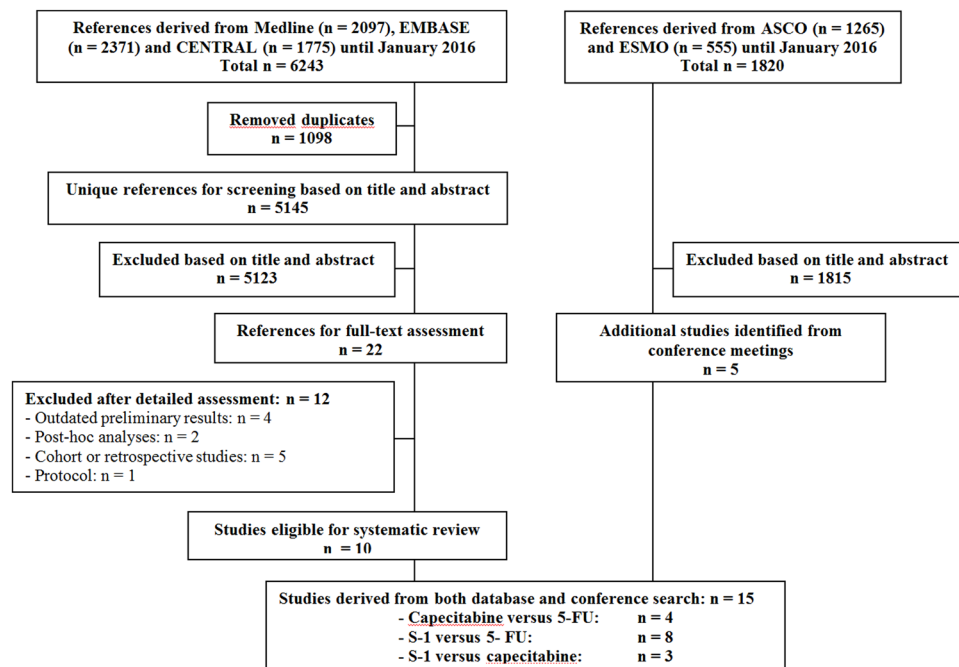 References derived from Medline (n = 2097), EMBASE
(n = 2371) and CENTRAL (n = 1775) until January 2016
Total n = 6243
References derived from ASCO (n = 1265)
and ESMO (n = 555) until January 2016
Total n = 1820
Removed duplicates
n = 1098
Unique references for screening based on title and abstract
n = 5145
Excluded based on title and abstract
n = 5123
Excluded based on title and abstract
n = 1815
References for full-text assessment
n = 22
Additional studies identified from
conference meetings
n = 5
Excluded after detailed assessment: n = 12
- Outdated preliminary results: n = 4
- Post-hoc analyses: n = 2
- Cohort or retrospective studies: n = 5
- Protocol: n = 1
Studies eligible for systematic review
n = 10
Studies derived from both database and conference search: n = 15
- Capecitabine versus 5-FU: n = 4
- S-1 versus 5- FU: n = 8
- S-1 versus capecitabine: n = 3